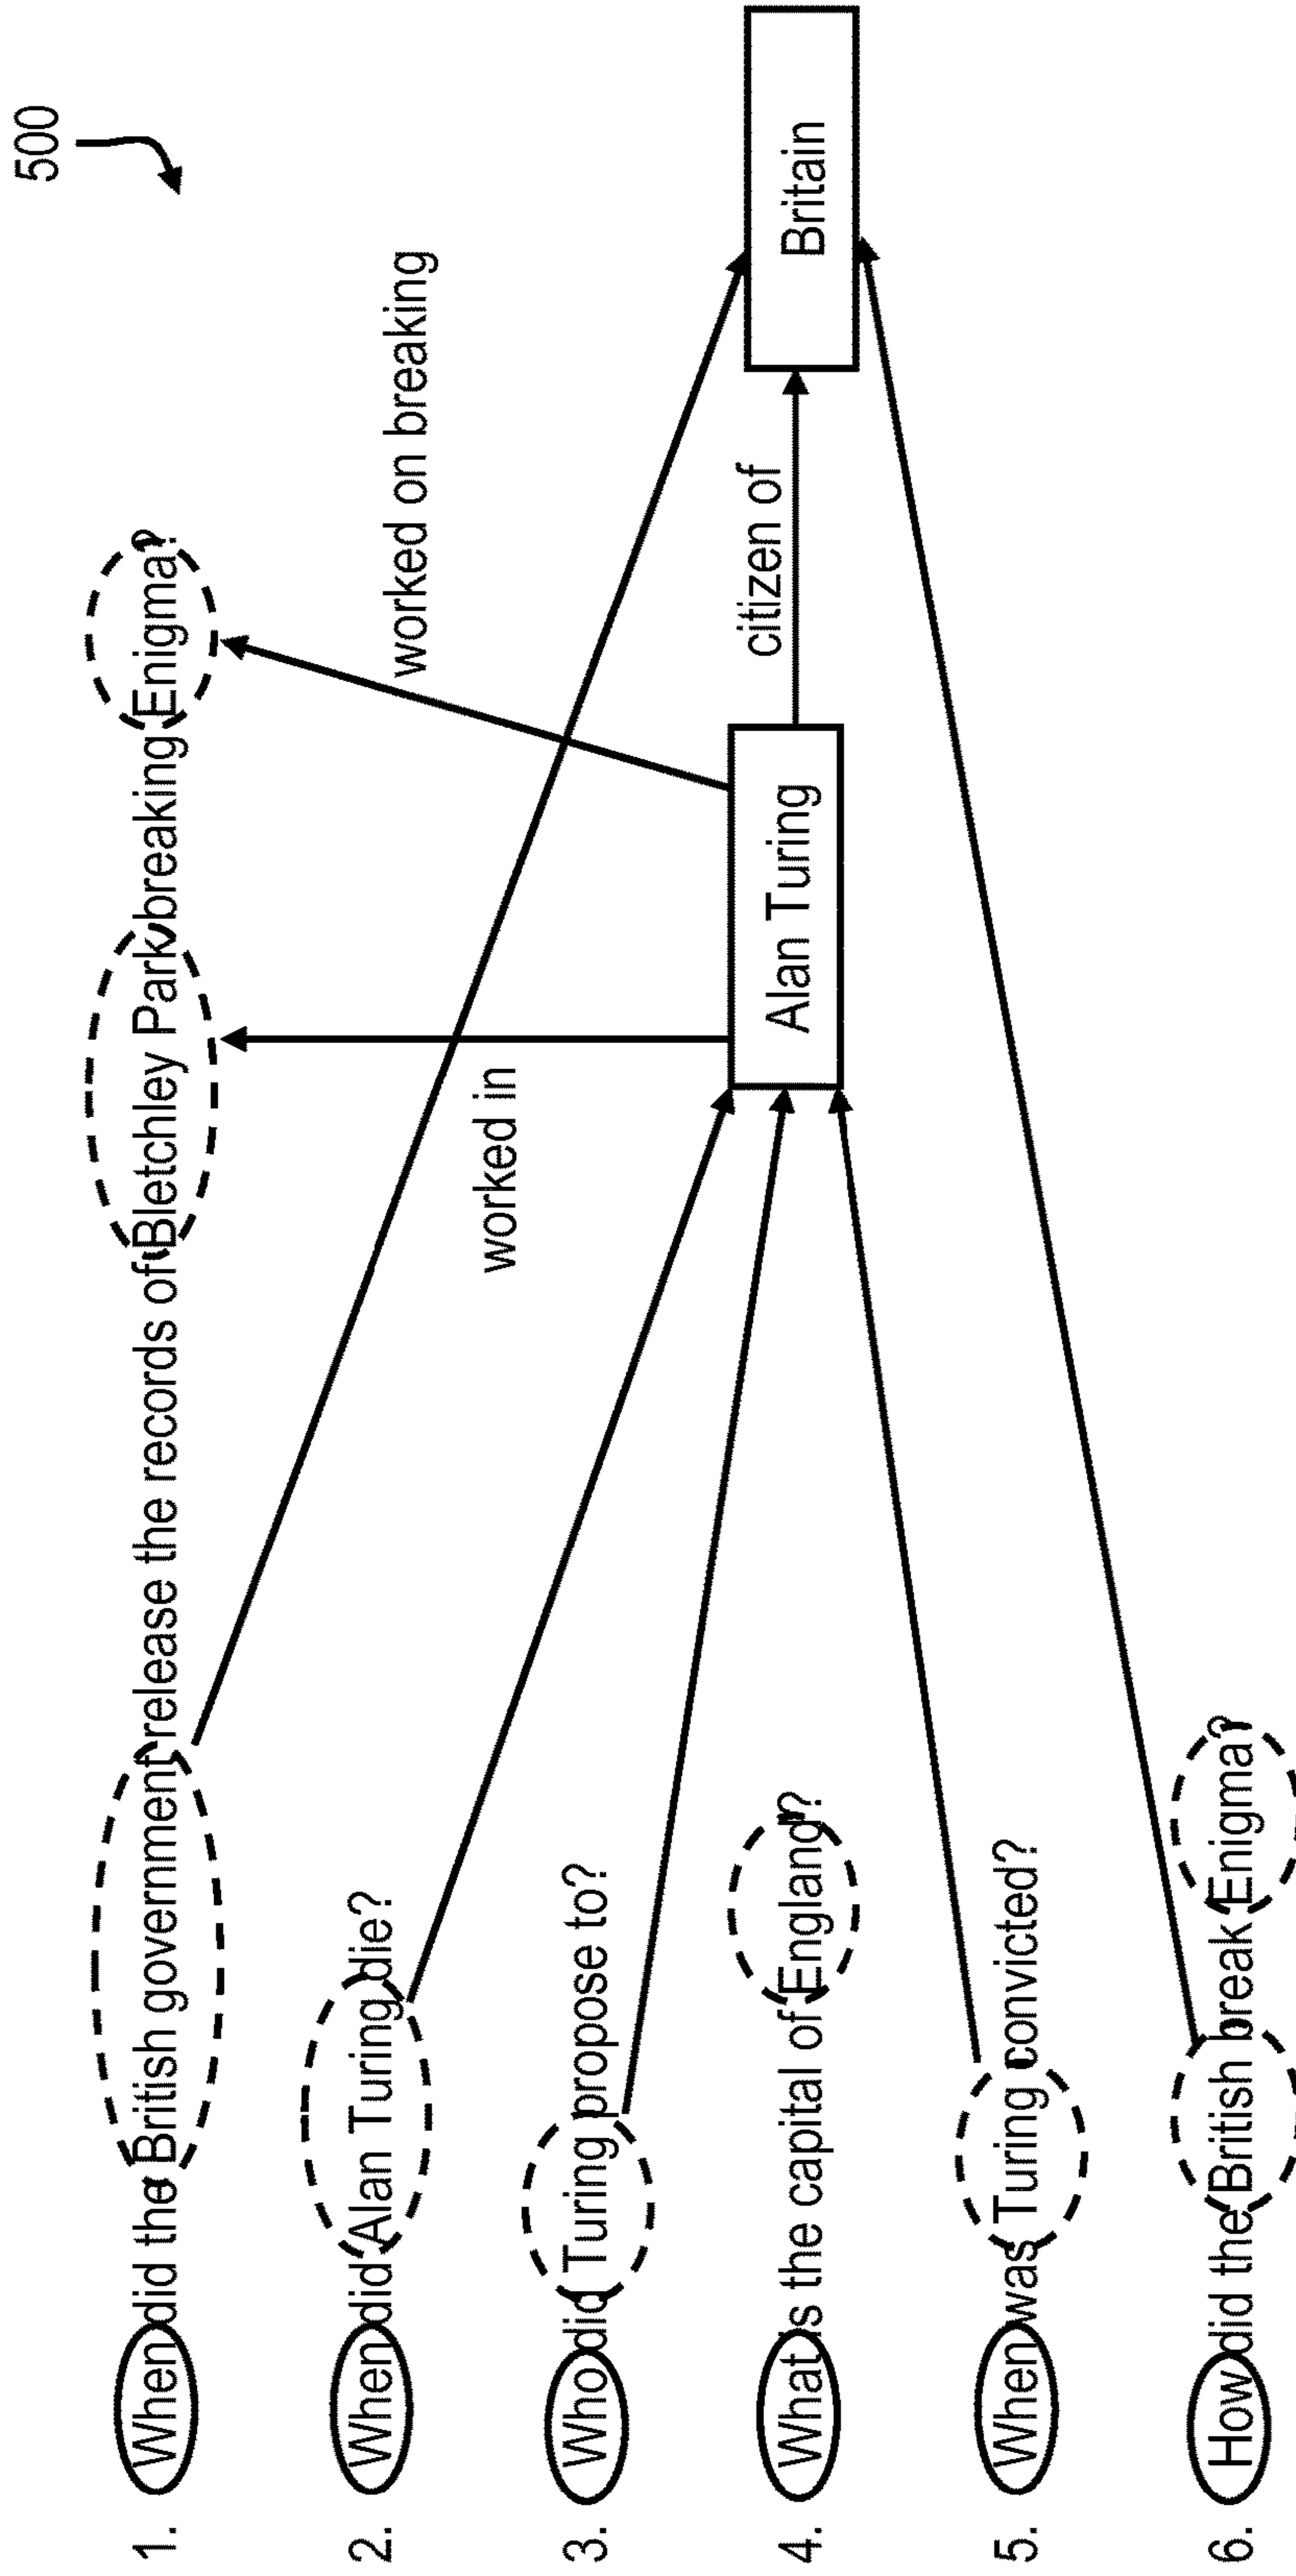 500
1. When did the British government release the records of Bletchley Park breaking Enigma?
worked on breaking
worked in
2. When did Alan Turing die?
3. Who did Turing propose to?
citizen of
Alan Turing
Britain
4. What is the capital of England?
5. When was Turing convicted?
6. How did the British break Enigma?